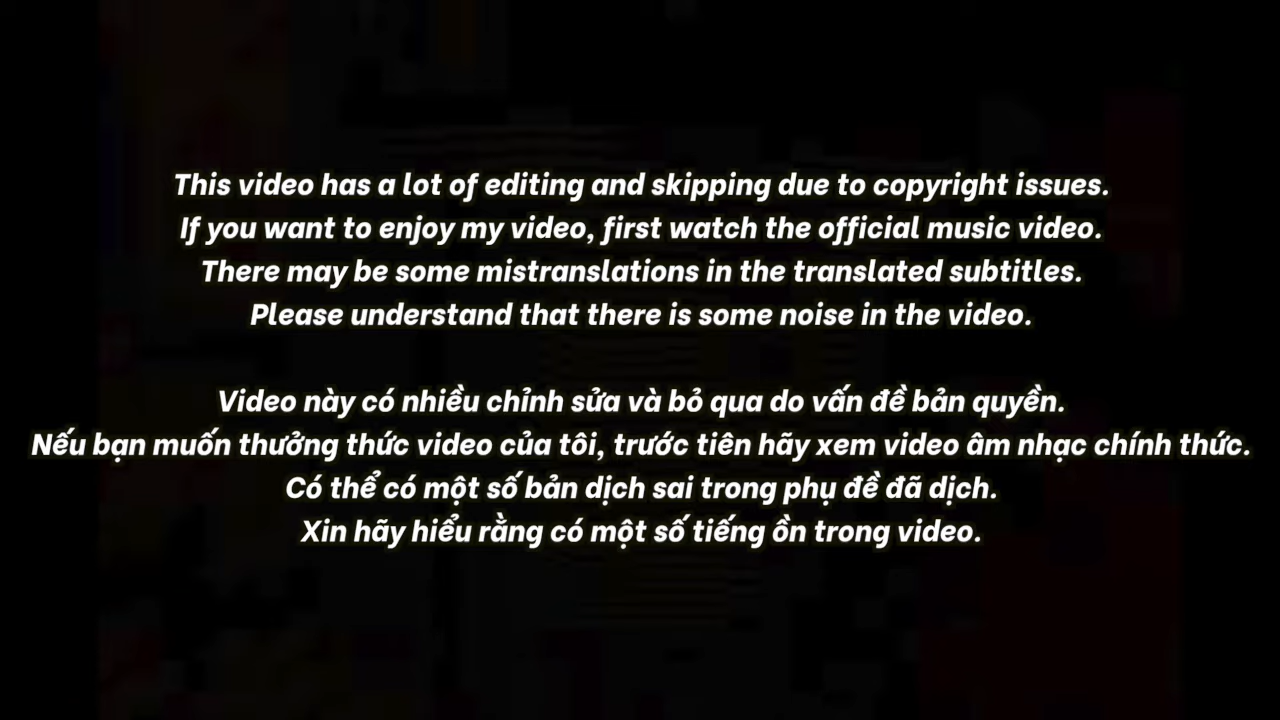 This video has a lot of editing and skipping due to copyright issues.
If you want to enjoy my video, first watch the official music video.
There may be some mistranslations in the translated subtitles.
Please understand that there is some noise in the video.
Video này có nhiều chỉnh sửa và bỏ qua do vấn đề bản quyền.
Nếu bạn muốn thưởng thức video của tôi, trước tiên hãy xem video âm nhạc chính thức.
Có thể có một số bản dịch sai trong phụ đề đã dịch.
Xin hãy hiểu rằng có một số tiếng ồn trong video.